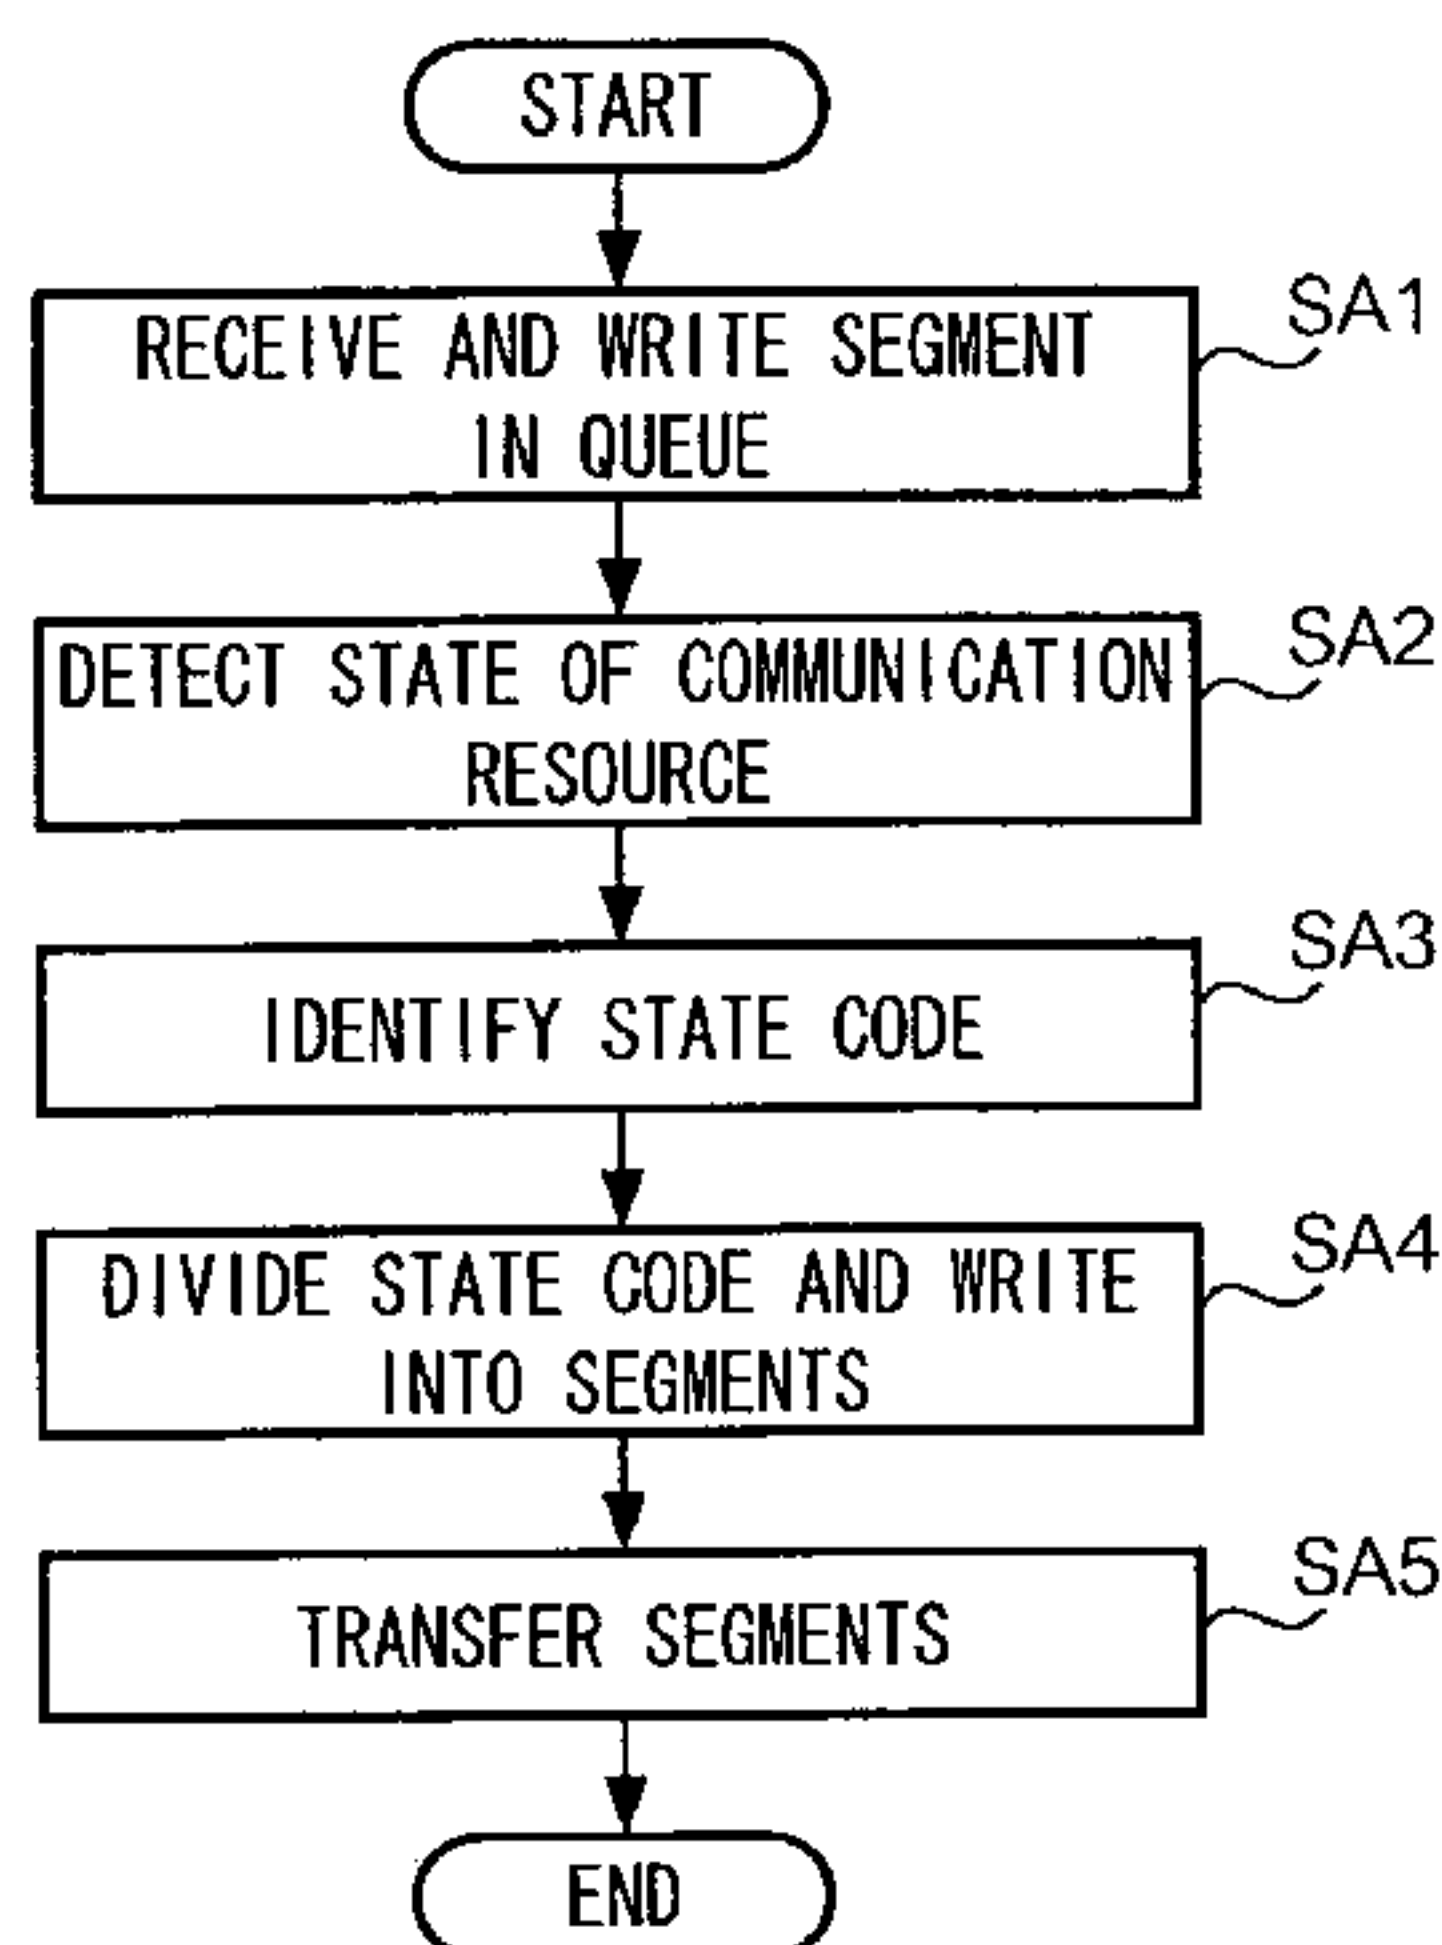 START
RECEIVE AND WRITE SEGMENT
IN QUEUE
SA1
DETECT STATE OF COMMUNICATION
RESOURCE
SA2
IDENTIFY STATE CODE
SA3
DIVIDE STATE CODE AND WRITE
INTO SEGMENTS
SA4
TRANSFER SEGMENTS
SA5
END